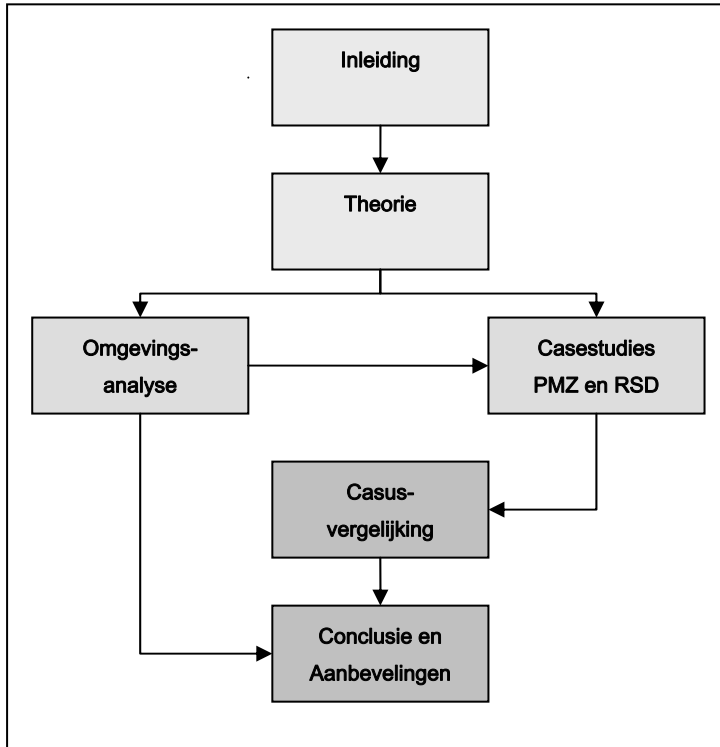 Inleiding
Theorie
Omgevings-
analyse
Casestudies
PMZ en RSD
Casus-
vergelijking
Conclusie en
Aanbevelingen